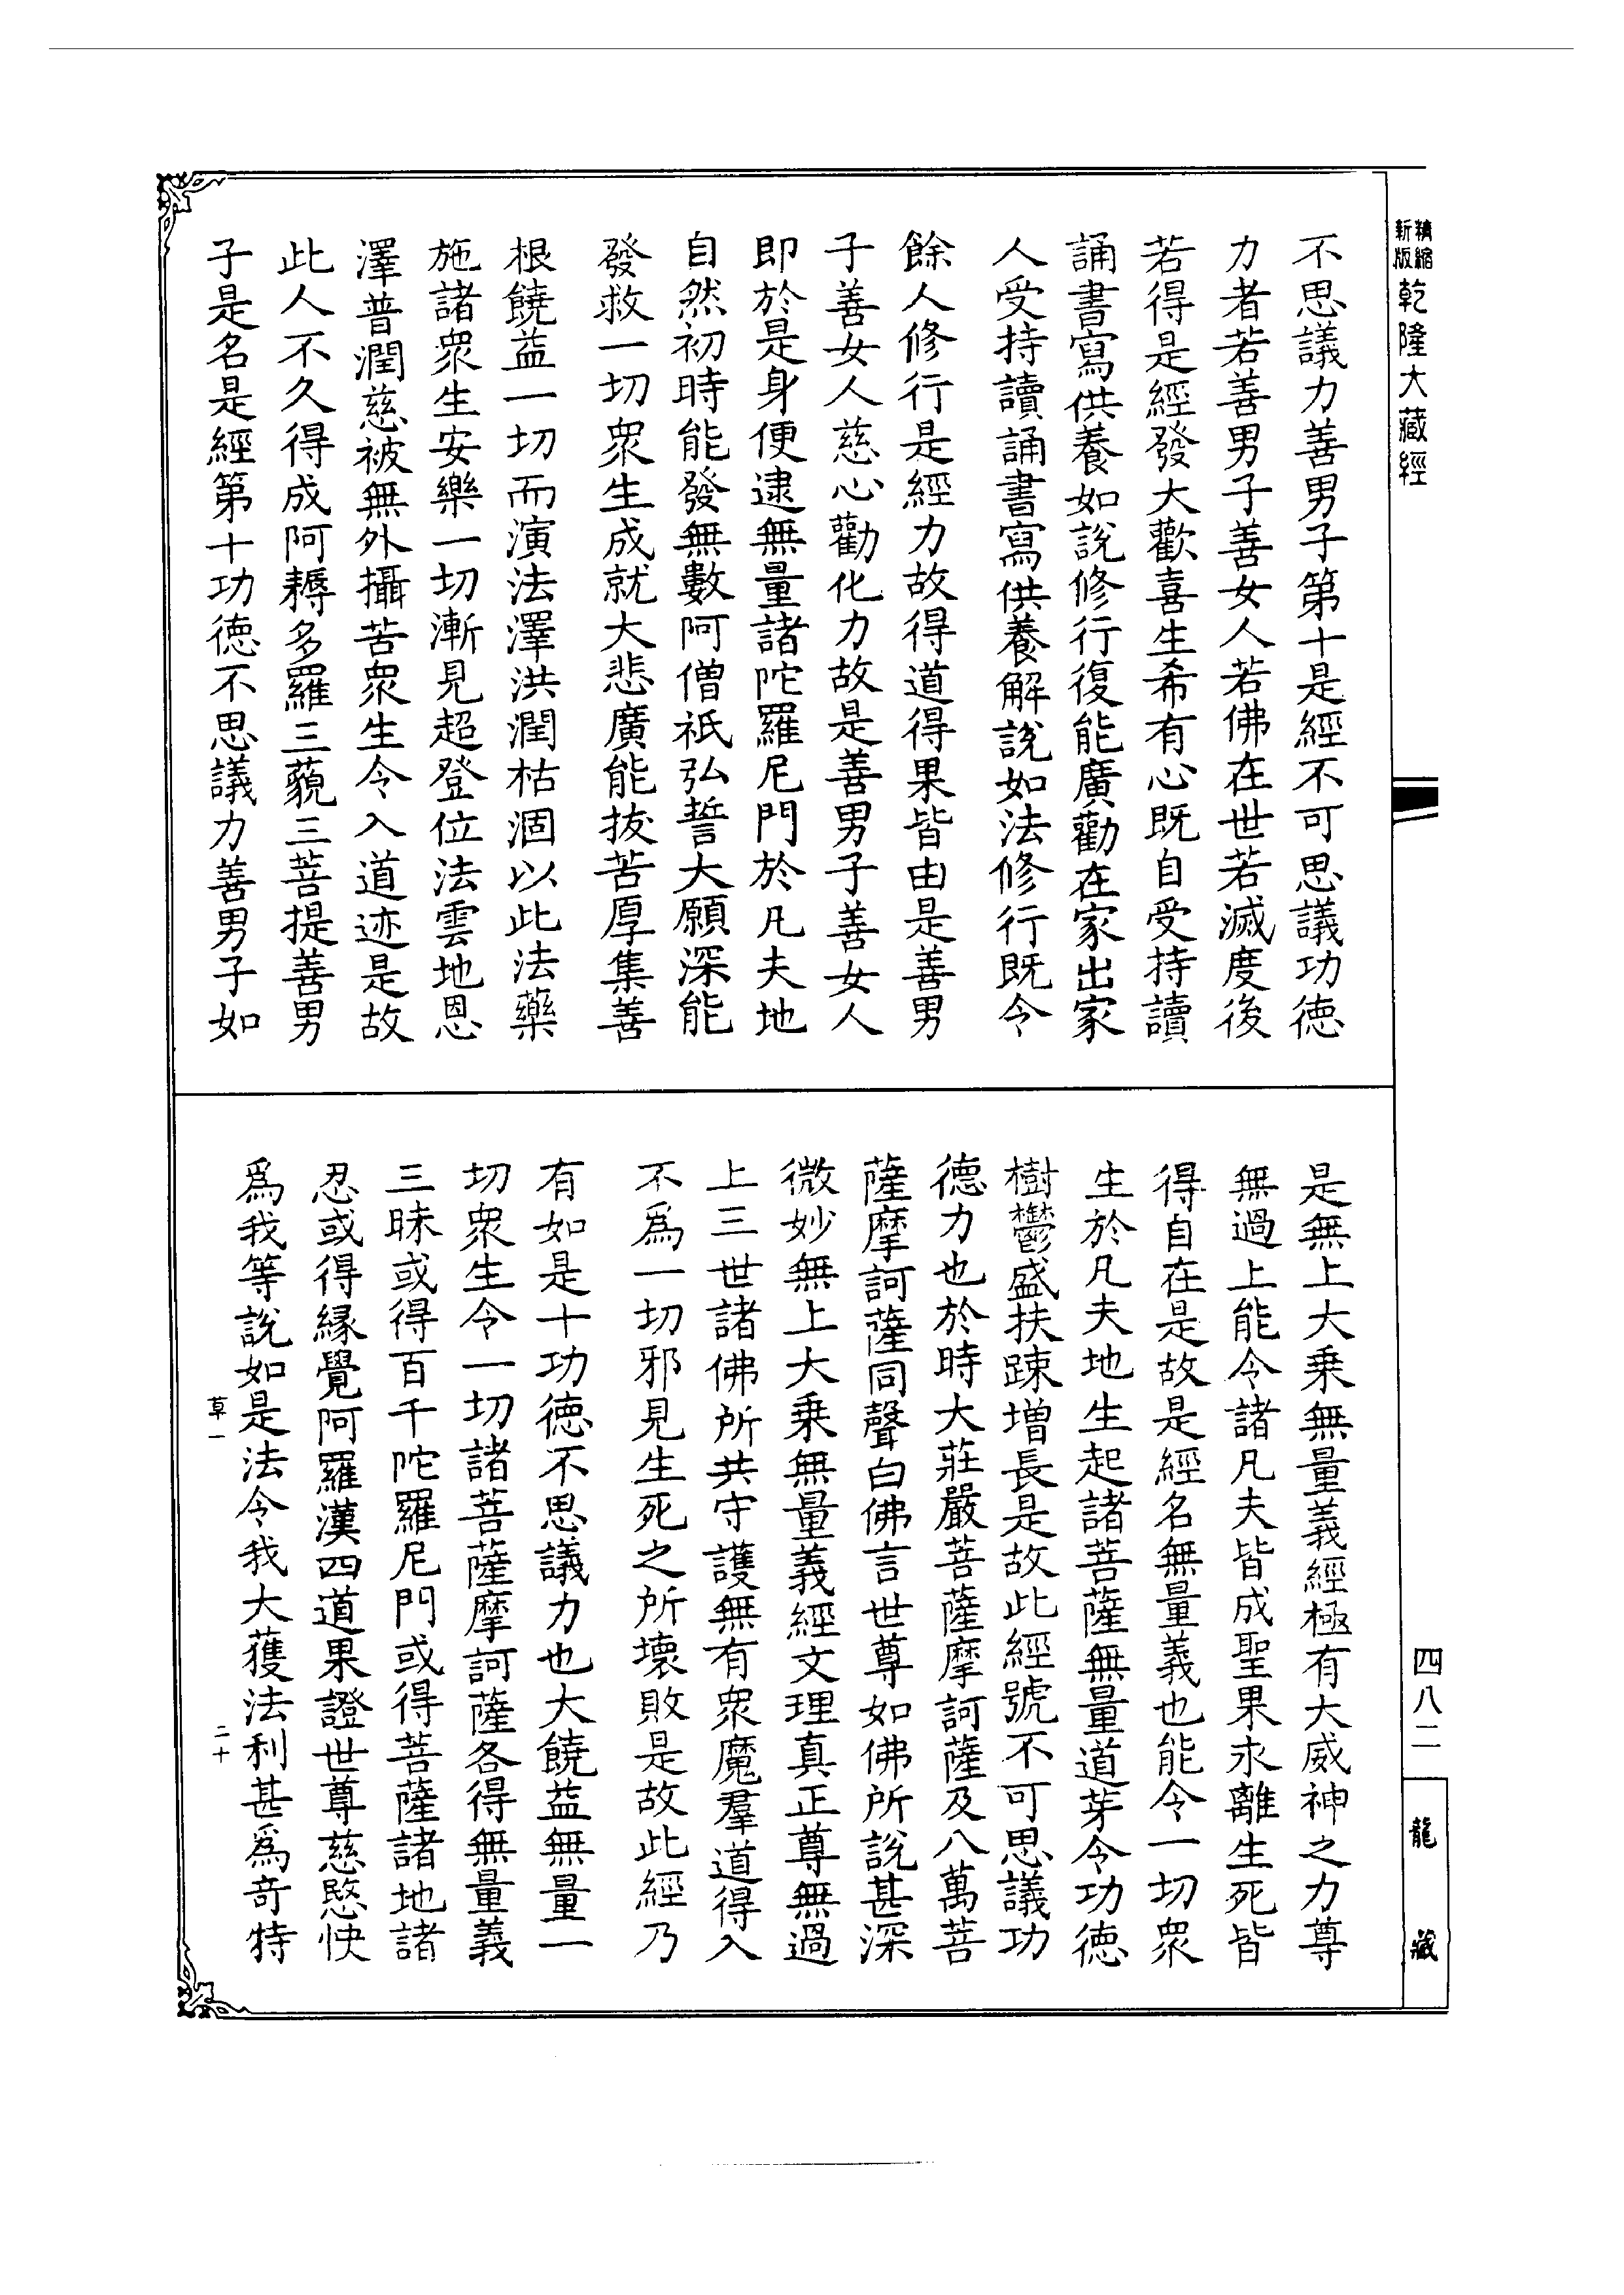 精縮新版乾隆大藏經
不思議力善男子第十是經不可思議功德
力者若善男子善女人若佛在世若滅度後
若得是經發大歡喜生希有心既自受持讀
誦書寫供養如說修行復能廣勸在家出家
人受持讀誦書寫供養解說如法修行既令
餘人修行是經力故得道得果皆由是善男
子善女人慈心勸化力故是善男子善女人
即於是身便逮無量諸陀羅尼門於凡夫地
自然初時能發無數阿僧祇弘誓大願深能
發救一切眾生成就大悲廣能拔苦厚集善
根饒益一切而演法澤洪潤枯涸以此法藥
施諸眾生安樂一切漸見超登位法雲地恩
澤普潤慈被無外攝苦眾生令入道迹是故
此人不久得成阿耨多羅三藐三菩提善男
子是名是經第十功德不思議力善男子如
是無上大乘無量義經極有大威神之力尊
無過上能令諸凡夫皆成聖果永離生死皆
得自在是故是經名無量義也能令一切眾
生於凡夫地生起諸菩薩無量道芽令功德
樹鬱盛扶踈增長是故此經號不可思議功
德力也於時大莊嚴菩薩摩訶薩及八萬菩
薩摩訶薩同聲白佛言世尊如佛所說甚深
微妙無上大乘無量義經文理真正尊無過
上三世諸佛所共守護無有眾魔羣道得入
不為一切邪見生死之所壞敗是故此經乃
有如是十功德不思議力也大饒益無量一
切眾生令一切諸菩薩摩訶薩各得無量義
三昧或得百千陀羅尼門或得菩薩諸地諸
忍或得緣覺阿羅漢四道果證世尊慈愍快
為我等說如是法令我大獲法利甚為奇特
草一
二十
四八二
龍藏